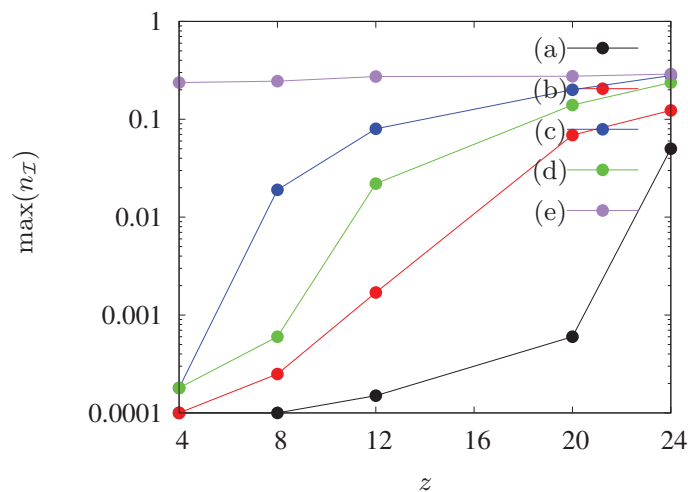 1
0.1
0.01
0.001
0.0001
max(n_ℐ)
4 8 12 16 20 24
z
(a)
(b)
(c)
(d)
(e)